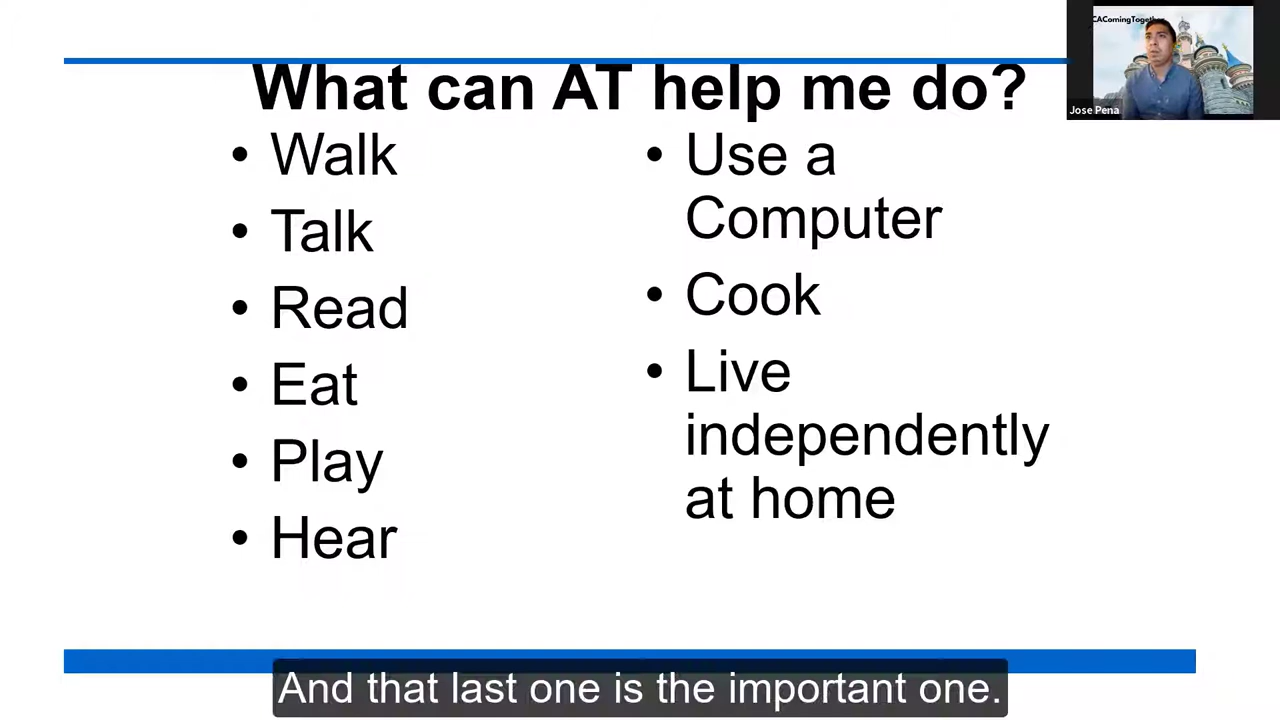 CAComingTogether
Jose Pena
What can AT help me do?
• Walk
• Talk
• Read
• Eat
• Play
• Hear
• Use a
Computer
• Cook
• Live
independently
at home
And that last one is the important one.